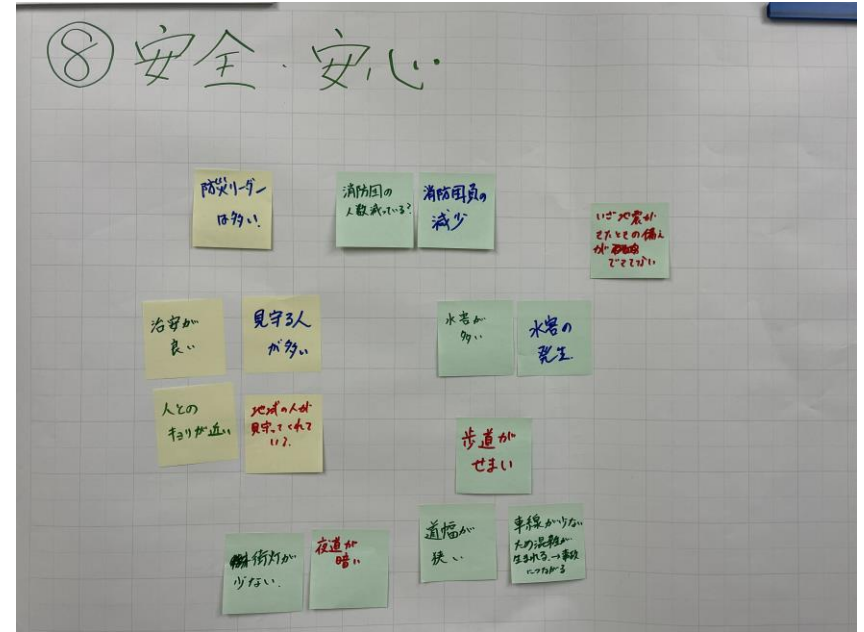 ⑧安全・安心
防災リーダー
は多い。
消防団の
人数減っている?
消防団員の
減少
いざ地震が
きたときの備え
が
できてない
治安が
良い
見守る人
が多い
水害が
多い
水害の
発生
人との
キョリが近い
地域の人が
見守ってくれて
いる。
歩道が
せまい
街灯が
少ない。
夜道が
暗い
道幅が
狭い
車線が少ない
ため混雑が
生まれる。→事故
につながる